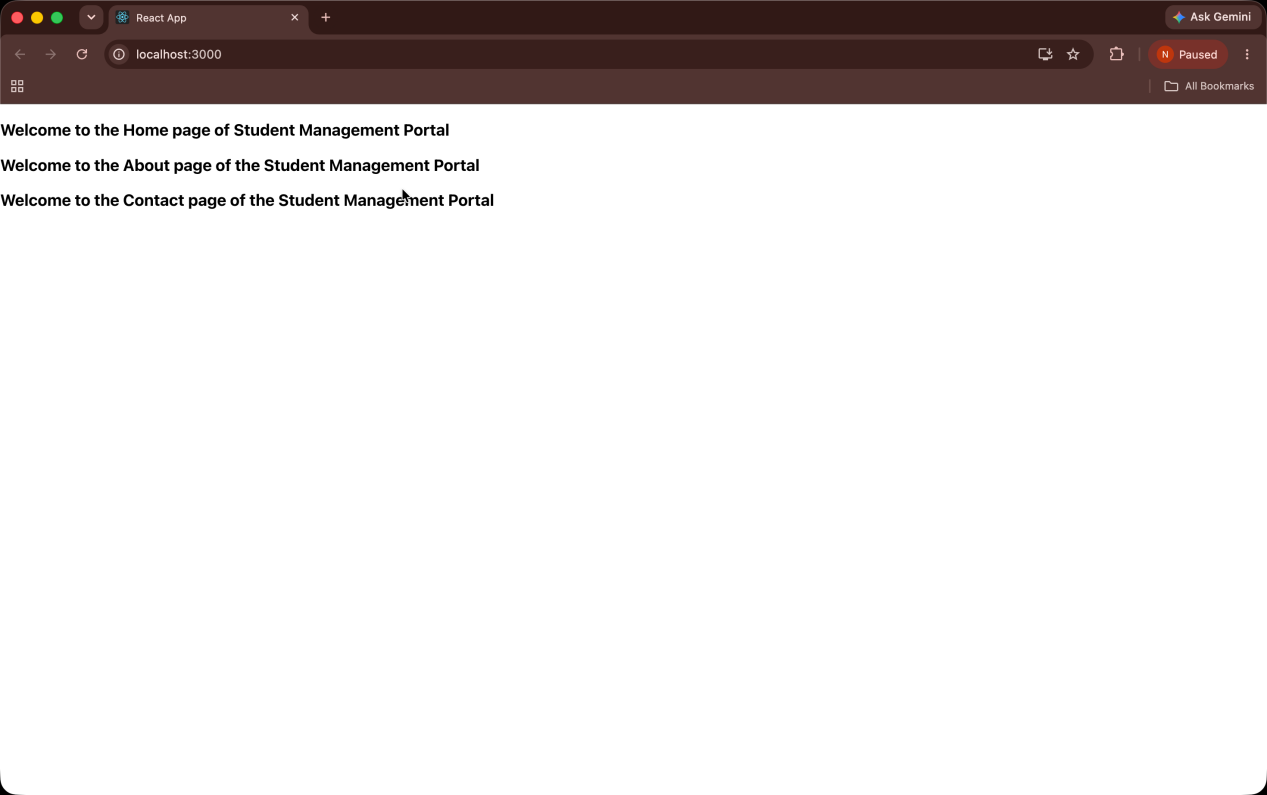 React App
Ask Gemini
localhost:3000
N Paused
All Bookmarks
Welcome to the Home page of Student Management Portal
Welcome to the About page of the Student Management Portal
Welcome to the Contact page of the Student Management Portal